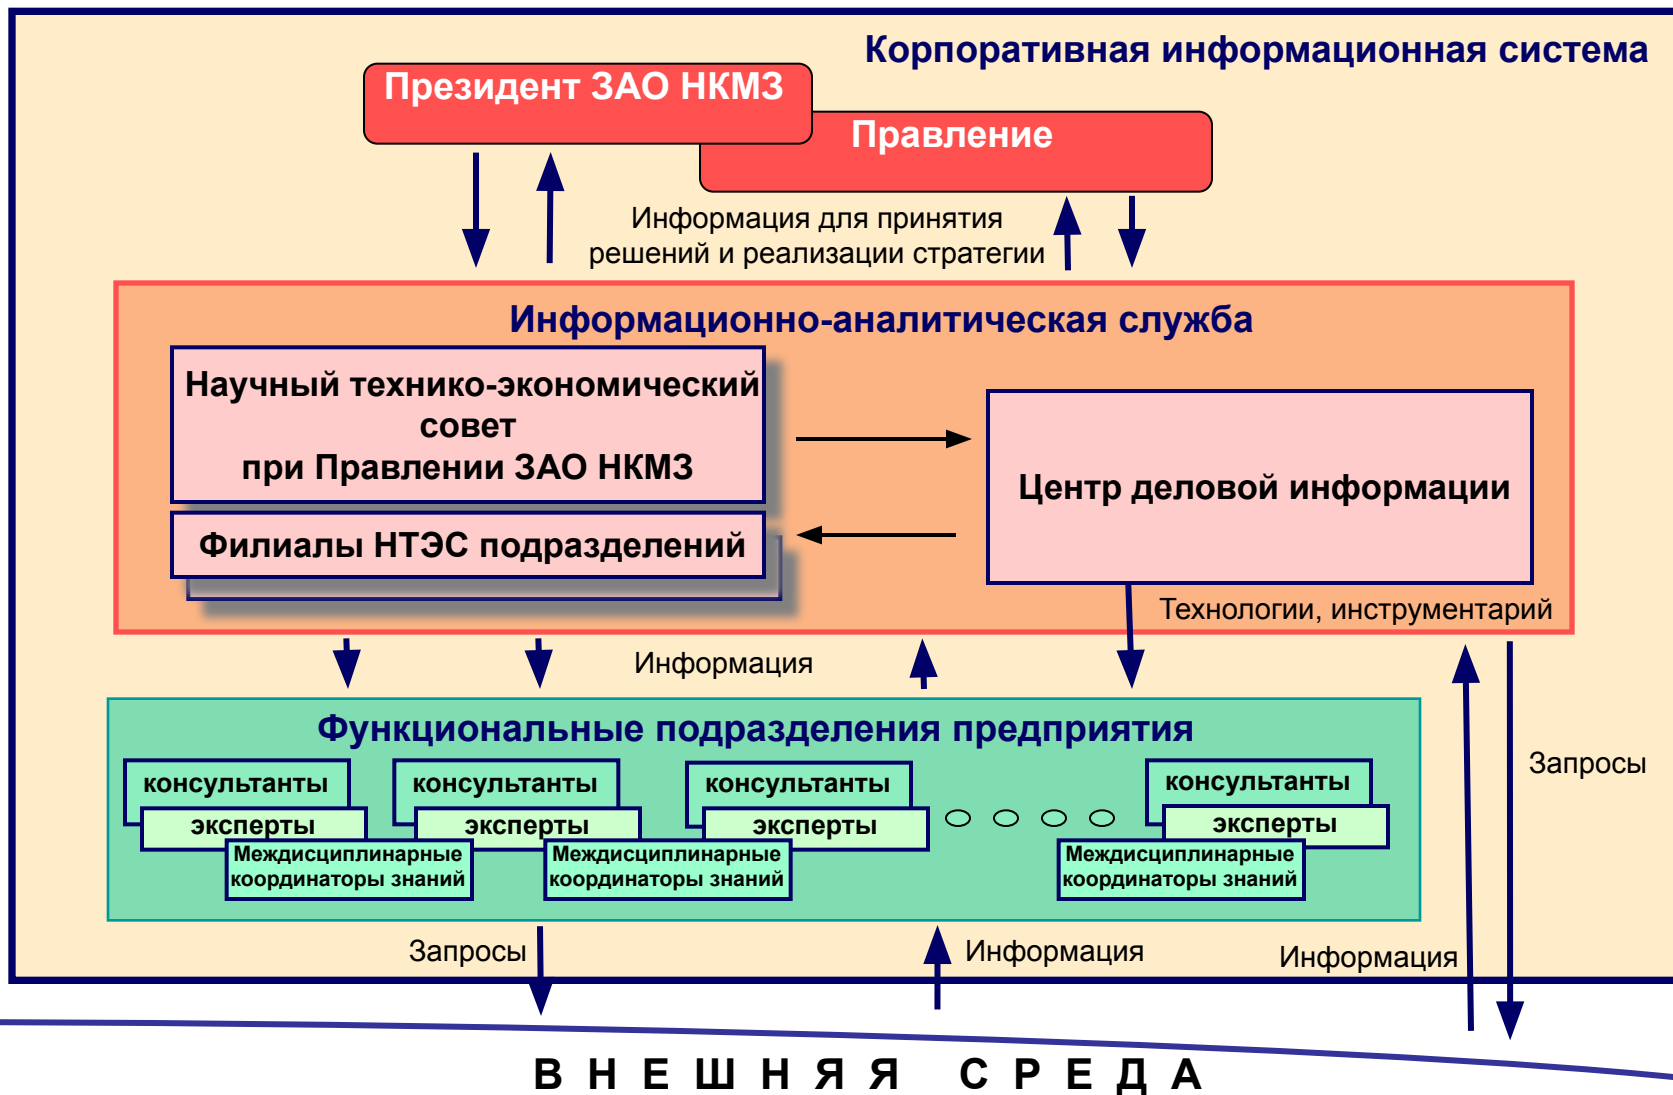 Корпоративная информационная система
Президент ЗАО НКМЗ
Правление
Информация для принятия
решений и реализации стратегии
Информационно-аналитическая служба
Научный технико-экономический
совет
при Правлении ЗАО НКМЗ
Филиалы НТЭС подразделений
Центр деловой информации
Технологии, инструментарий
Информация
Функциональные подразделения предприятия
консультанты
эксперты
Междисциплинарные
координаторы знаний
консультанты
эксперты
Междисциплинарные
координаторы знаний
консультанты
эксперты
консультанты
эксперты
Междисциплинарные
координаторы знаний
Запросы
Запросы
Информация
Информация
ВНЕШНЯЯ СРЕДА